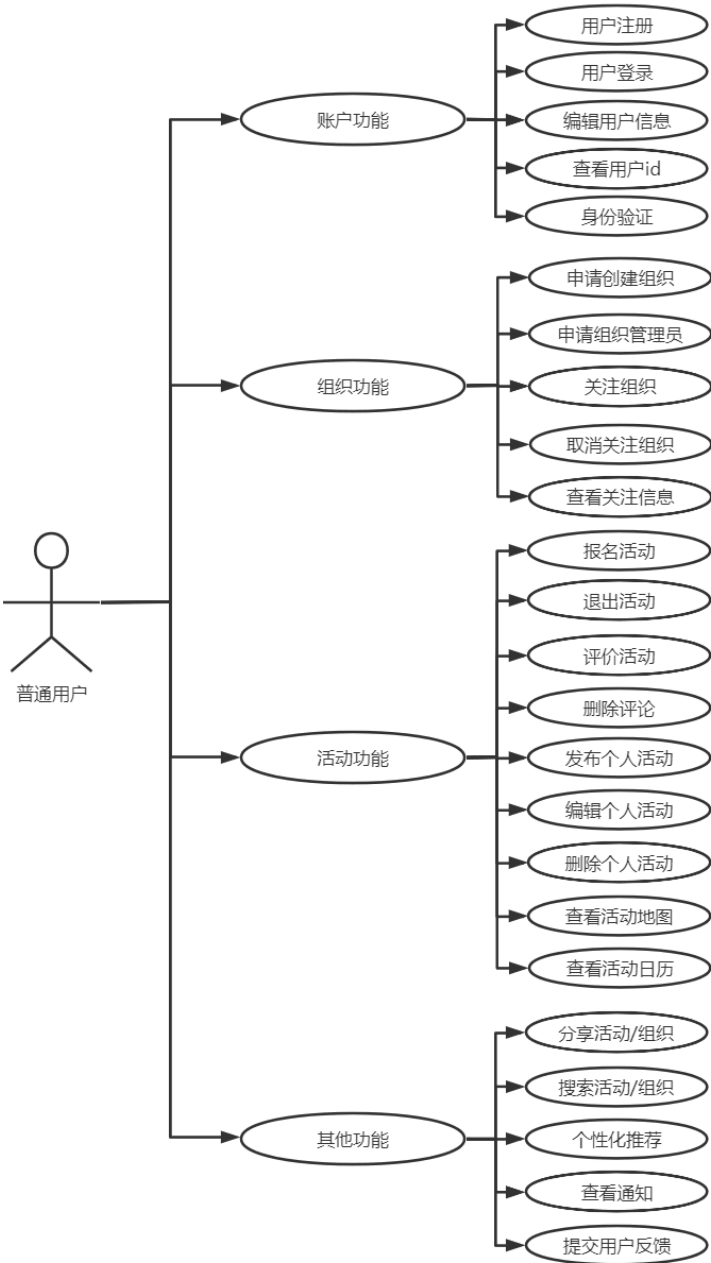 普通用户
账户功能
用户注册
用户登录
编辑用户信息
查看用户id
身份验证
组织功能
申请创建组织
申请组织管理员
关注组织
取消关注组织
查看关注信息
活动功能
报名活动
退出活动
评价活动
删除评论
发布个人活动
编辑个人活动
删除个人活动
查看活动地图
查看活动日历
其他功能
分享活动/组织
搜索活动/组织
个性化推荐
查看通知
提交用户反馈